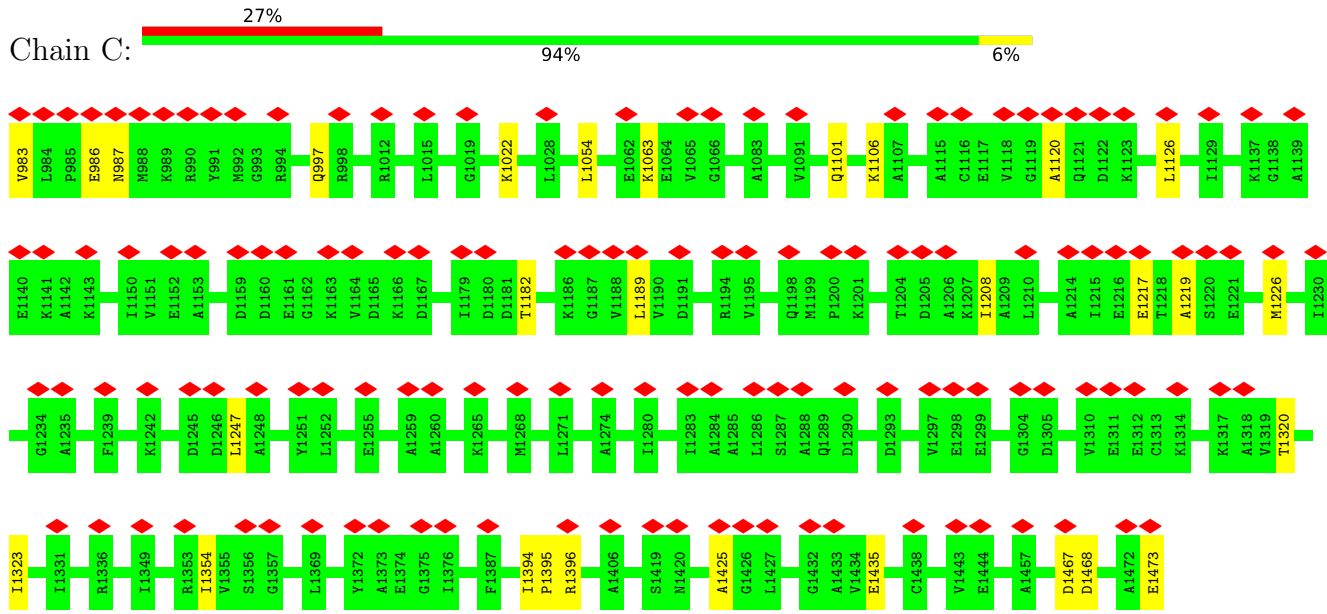 27%
Chain C:
94% 6%
V983 L984 P985 E986 N987 M988 K989 R990 Y991 M992 G993 R994 Q997 R998 R1012 L1015 G1019 K1022 L1028 L1054 E1062 K1063 E1064 V1065 G1066 A1083 V1091 Q1101 K1106 A1107 A1115 C1116 E1117 V1118 G1119 A1120 Q1121 D1122 K1123 L1126 I1129 K1137 G1138 A1139
E1140 K1141 A1142 K1143 I1150 V1151 E1152 A1153 D1159 D1160 E1161 G1162 K1163 V1164 D1165 K1166 D1167 I1179 D1180 D1181 T1182 K1186 G1187 V1188 L1189 V1190 D1191 R1194 V1195 Q1198 M1199 P1200 K1201 T1204 D1205 A1206 K1207 I1208 A1209 L1210 A1214 I1215 E1216 E1217 T1218 A1219 S1220 E1221 M1226 I1230
G1234 A1235 F1239 K1242 D1245 D1246 L1247 A1248 Y1251 L1252 E1255 A1259 A1260 K1265 M1268 L1271 A1274 I1280 I1283 A1284 A1285 L1286 S1287 A1288 Q1289 D1290 D1293 V1297 E1298 E1299 G1304 D1305 V1310 E1311 E1312 C1313 K1314 K1317 A1318 V1319 T1320
I1323 I1331 R1336 I1349 R1353 I1354 V1355 S1356 G1357 L1369 Y1372 A1373 E1374 G1375 I1376 F1387 I1394 P1395 R1396 A1406 S1419 N1420 A1425 G1426 L1427 G1432 A1433 V1434 E1435 C1438 V1443 E1444 A1457 D1467 D1468 A1472 E1473